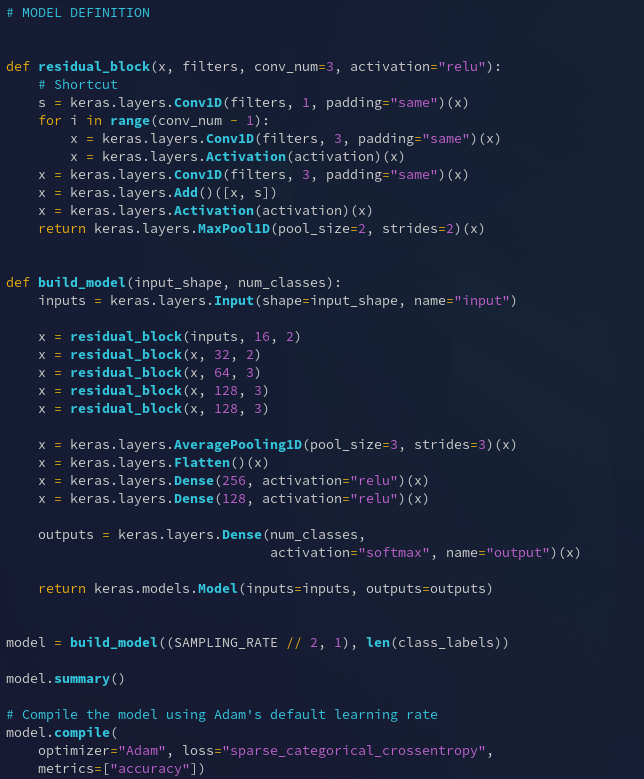 # MODEL DEFINITION


def residual_block(x, filters, conv_num=3, activation="relu"):
    # Shortcut
    s = keras.layers.Conv1D(filters, 1, padding="same")(x)
    for i in range(conv_num - 1):
        x = keras.layers.Conv1D(filters, 3, padding="same")(x)
        x = keras.layers.Activation(activation)(x)
    x = keras.layers.Conv1D(filters, 3, padding="same")(x)
    x = keras.layers.Add()([x, s])
    x = keras.layers.Activation(activation)(x)
    return keras.layers.MaxPool1D(pool_size=2, strides=2)(x)


def build_model(input_shape, num_classes):
    inputs = keras.layers.Input(shape=input_shape, name="input")

    x = residual_block(inputs, 16, 2)
    x = residual_block(x, 32, 2)
    x = residual_block(x, 64, 3)
    x = residual_block(x, 128, 3)
    x = residual_block(x, 128, 3)

    x = keras.layers.AveragePooling1D(pool_size=3, strides=3)(x)
    x = keras.layers.Flatten()(x)
    x = keras.layers.Dense(256, activation="relu")(x)
    x = keras.layers.Dense(128, activation="relu")(x)

    outputs = keras.layers.Dense(num_classes,
                                 activation="softmax", name="output")(x)

    return keras.models.Model(inputs=inputs, outputs=outputs)


model = build_model((SAMPLING_RATE // 2, 1), len(class_labels))

model.summary()

# Compile the model using Adam's default learning rate
model.compile(
    optimizer="Adam", loss="sparse_categorical_crossentropy",
    metrics=["accuracy"])